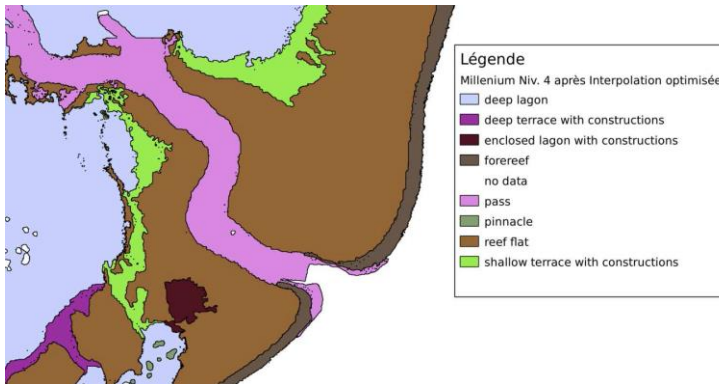 Légende
Millenium Niv. 4 après Interpolation optimisée
deep lagon
deep terrace with constructions
enclosed lagon with constructions
forereef
no data
pass
pinnacle
reef flat
shallow terrace with constructions